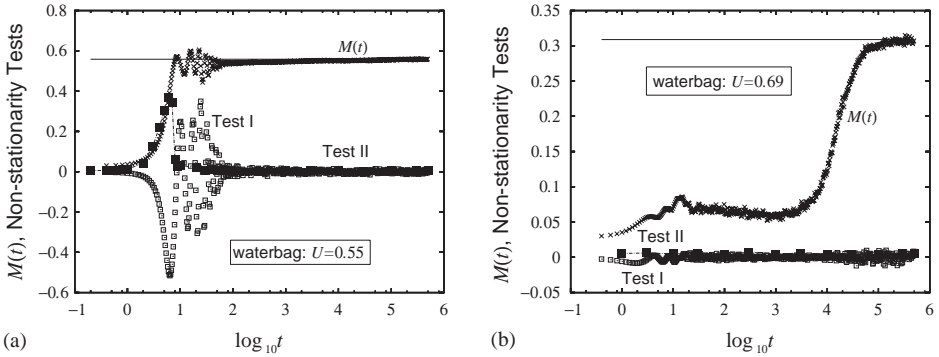 M(t), Non-stationarity Tests
0.8
0.6
0.4
0.2
0
−0.2
−0.4
−0.6
M(t)
Test I
Test II
waterbag: U=0.55
−1 0 1 2 3 4 5 6
(a) log10t
M(t), Non-stationarity Tests
0.35
0.3
0.25
0.2
0.15
0.1
0.05
0
−0.05
waterbag: U=0.69
M(t)
Test II
Test I
−1 0 1 2 3 4 5 6
(b) log10t